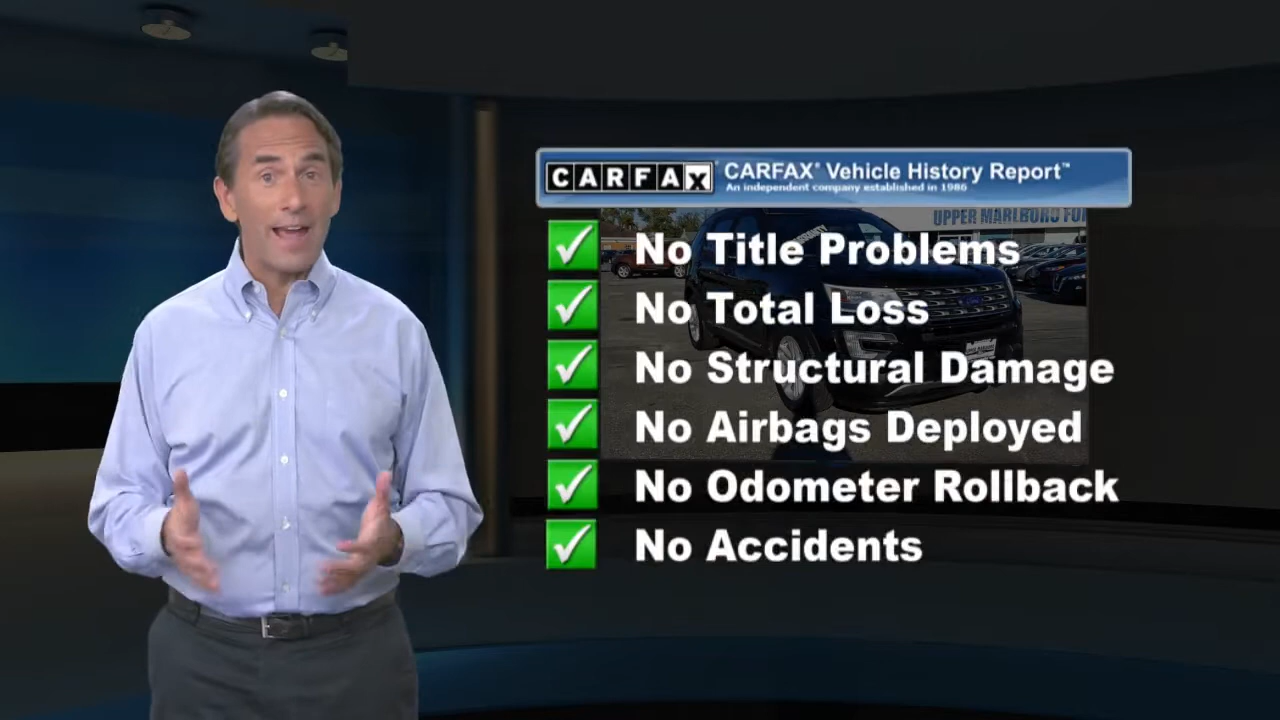 CARFAX
CARFAX® Vehicle History Report™
An independent company established in 1986
UPPER MARLBORO FO
No Title Problems
No Total Loss
No Structural Damage
No Airbags Deployed
No Odometer Rollback
No Accidents